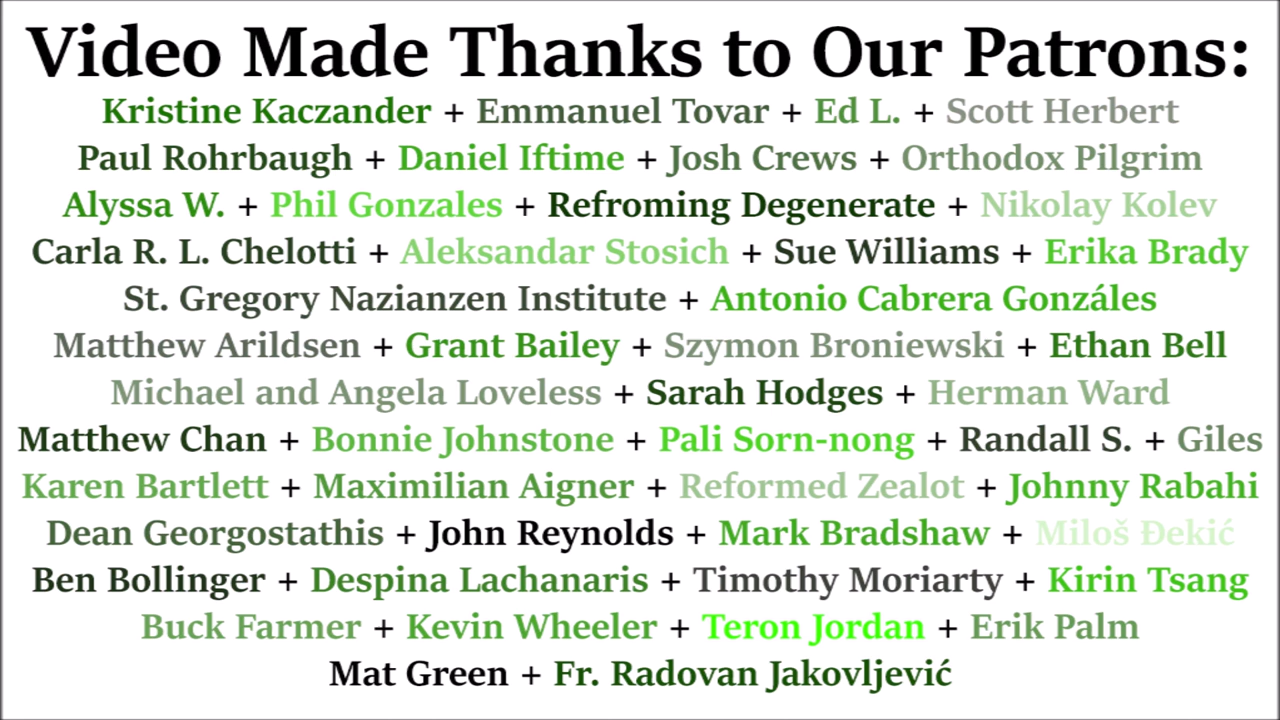 Video Made Thanks to Our Patrons:
Kristine Kaczander + Emmanuel Tovar + Ed L. + Scott Herbert
Paul Rohrbaugh + Daniel Iftime + Josh Crews + Orthodox Pilgrim
Alyssa W. + Phil Gonzales + Refroming Degenerate + Nikolay Kolev
Carla R. L. Chelotti + Aleksandar Stosich + Sue Williams + Erika Brady
St. Gregory Nazianzen Institute + Antonio Cabrera Gonzáles
Matthew Arildsen + Grant Bailey + Szymon Broniewski + Ethan Bell
Michael and Angela Loveless + Sarah Hodges + Herman Ward
Matthew Chan + Bonnie Johnstone + Pali Sorn-nong + Randall S. + Giles
Karen Bartlett + Maximilian Aigner + Reformed Zealot + Johnny Rabahi
Dean Georgostathis + John Reynolds + Mark Bradshaw + Miloš Đekić
Ben Bollinger + Despina Lachanaris + Timothy Moriarty + Kirin Tsang
Buck Farmer + Kevin Wheeler + Teron Jordan + Erik Palm
Mat Green + Fr. Radovan Jakovljević